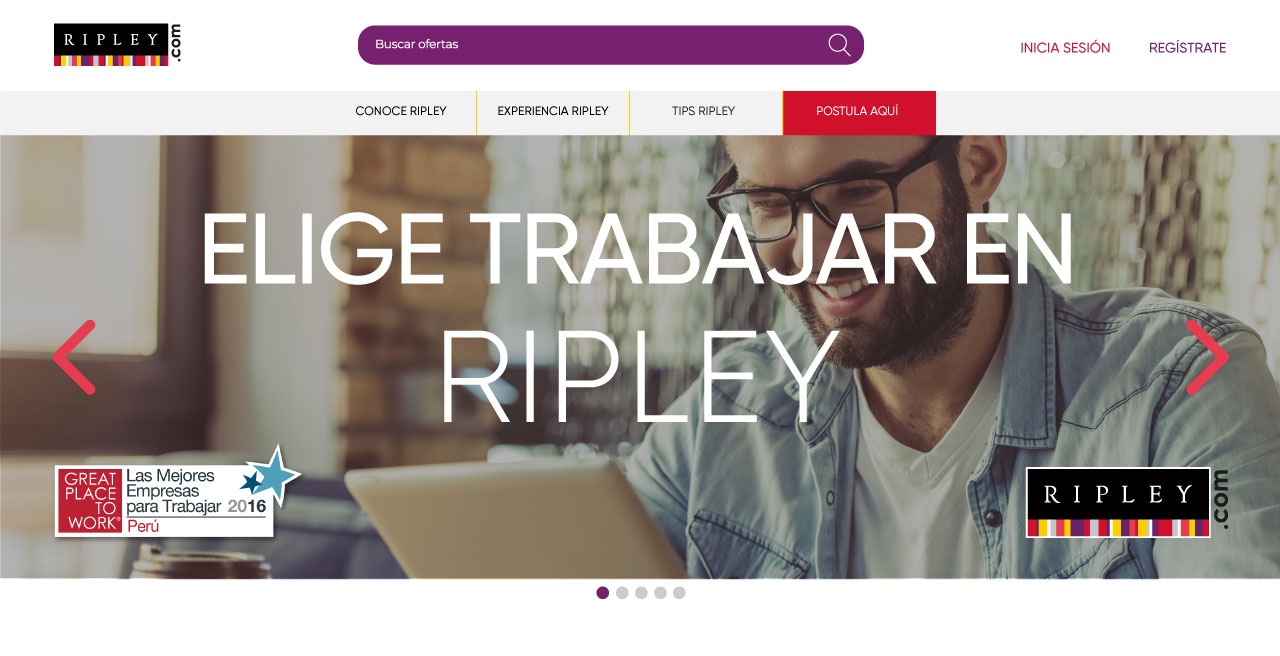 RIPLEY
.com
Buscar ofertas
INICIA SESIÓN
REGÍSTRATE
CONOCE RIPLEY
EXPERIENCIA RIPLEY
TIPS RIPLEY
POSTULA AQUÍ
ELIGE TRABAJAR EN
RIPLEY
GREAT
PLACE
TO
WORK®
Las Mejores
Empresas
para Trabajar 2016
Perú
RIPLEY
.com